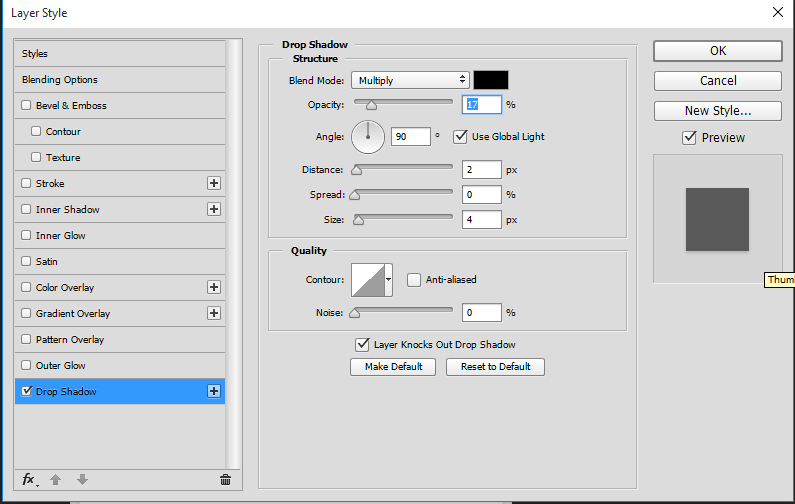 Layer Style
Styles
Blending Options
Bevel & Emboss
Contour
Texture
Stroke
Inner Shadow
Inner Glow
Satin
Color Overlay
Gradient Overlay
Pattern Overlay
Outer Glow
Drop Shadow
fx
Drop Shadow
Structure
Blend Mode: Multiply
Opacity: 17 %
Angle: 90 ° Use Global Light
Distance: 2 px
Spread: 0 %
Size: 4 px
Quality
Contour: Anti-aliased
Noise: 0 %
Layer Knocks Out Drop Shadow
Make Default Reset to Default
OK
Cancel
New Style...
Preview